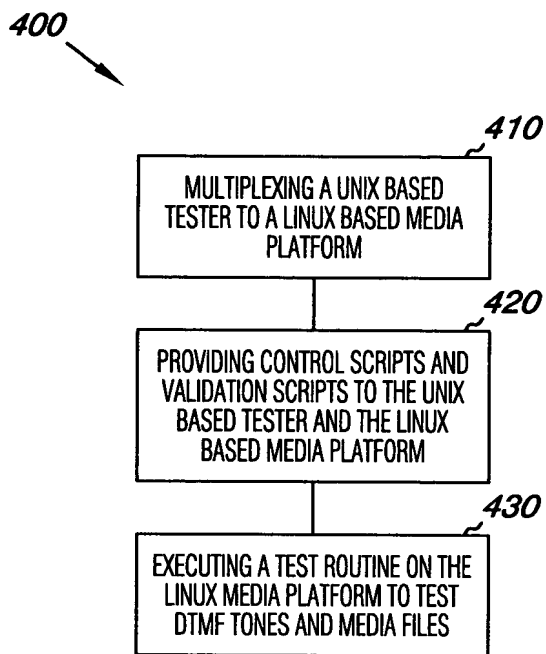 400
410
MULTIPLEXING A UNIX BASED
TESTER TO A LINUX BASED MEDIA
PLATFORM
420
PROVIDING CONTROL SCRIPTS AND
VALIDATION SCRIPTS TO THE UNIX
BASED TESTER AND THE LINUX
BASED MEDIA PLATFORM
430
EXECUTING A TEST ROUTINE ON THE
LINUX MEDIA PLATFORM TO TEST
DTMF TONES AND MEDIA FILES